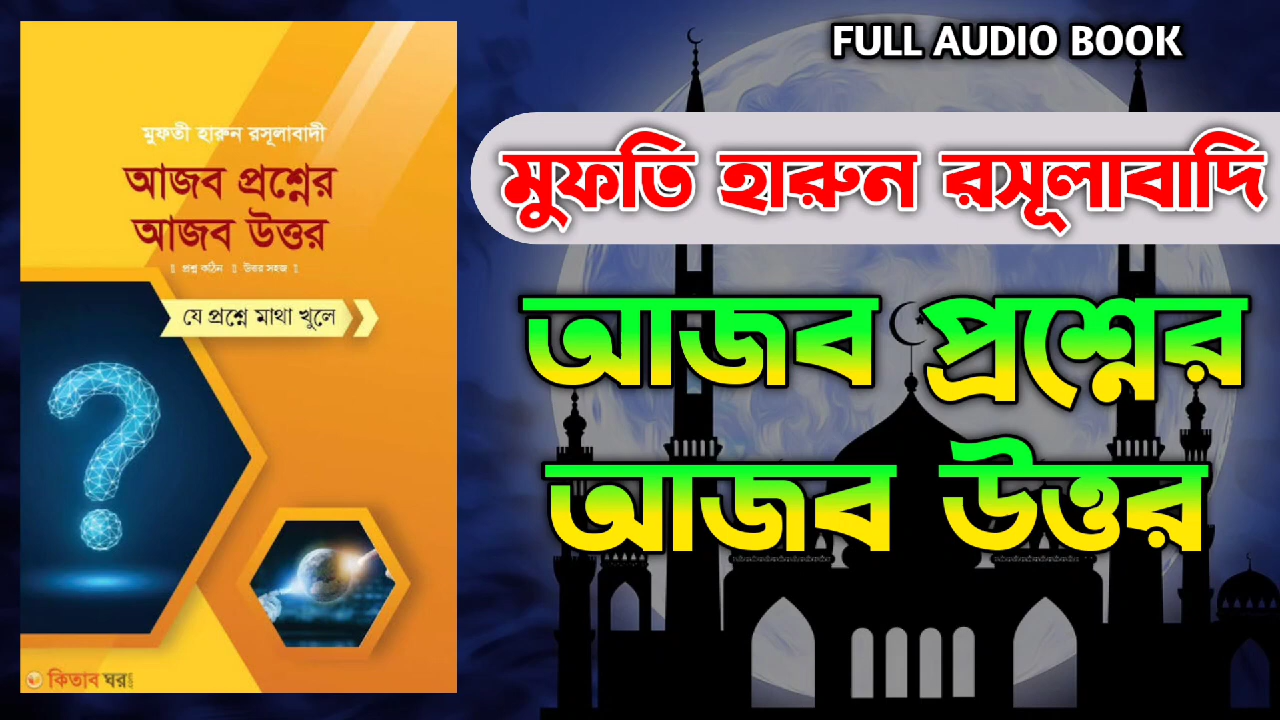 মুফতী হারুন রসূলাবাদী
আজব প্রশ্নের
আজব উত্তর
প্রশ্ন কঠিন
উত্তর সহজ
যে প্রশ্নে মাথা খুলে
কিতাব ঘর
FULL AUDIO BOOK
মুফতি হারুন রসূলাবাদি
আজব প্রশ্নের
আজব উত্তর